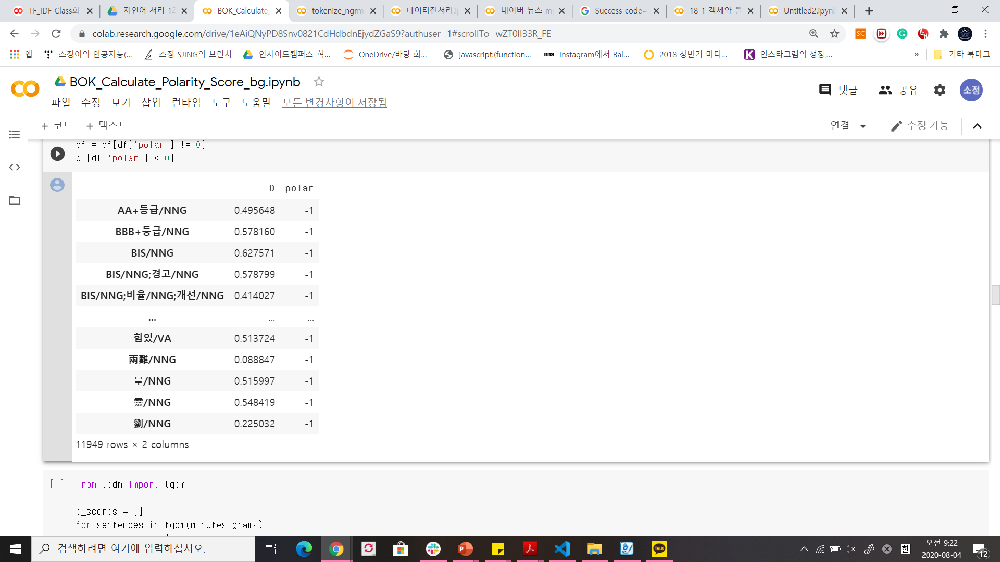 TF_IDF Class화
자연어 처리 1
BOK_Calculate_
tokenize_ngrm
데이터전처리.i
네이버 뉴스 m
Success code=
18-1 객체와 클
Untitled2.ipynb
colab.research.google.com/drive/1eAiQNyPD8Snv0821CdHdbdnEjydZGaS9?authuser=1#scrollTo=wZT0lI33R_FE
앱
스징이의 인공지능(...
스징 SJING의 브런치
인사이트캠퍼스_혁...
OneDrive/바탕 화...
javascript:(function...
BBC Instagram에서 Bal...
2018 상반기 미디...
K 인스타그램의 성장,...
»
기타 북마크
BOK_Calculate_Polarity_Score_bg.ipynb
댓글
공유
소정
파일 수정 보기 삽입 런타임 도구 도움말 모든 변경사항이 저장됨
+ 코드 + 텍스트
연결
수정 가능
df = df[df['polar'] != 0]
df[df['polar'] < 0]
0 polar
AA+등급/NNG 0.495648 -1
BBB+등급/NNG 0.578160 -1
BIS/NNG 0.627571 -1
BIS/NNG;경고/NNG 0.578799 -1
BIS/NNG;비율/NNG;개선/NNG 0.414027 -1
... ... ...
힘있/VA 0.513724 -1
兩難/NNG 0.088847 -1
量/NNG 0.515997 -1
靈/NNG 0.548419 -1
劉/NNG 0.225032 -1
11949 rows × 2 columns
[ ] from tqdm import tqdm
p_scores = []
for sentences in tqdm(minutes_grams):
검색하려면 여기에 입력하십시오.
TALK
한
오전 9:22
2020-08-04
12